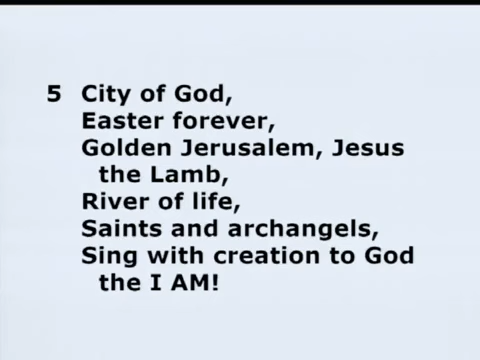 5 City of God,
Easter forever,
Golden Jerusalem, Jesus
the Lamb,
River of life,
Saints and archangels,
Sing with creation to God
the I AM!